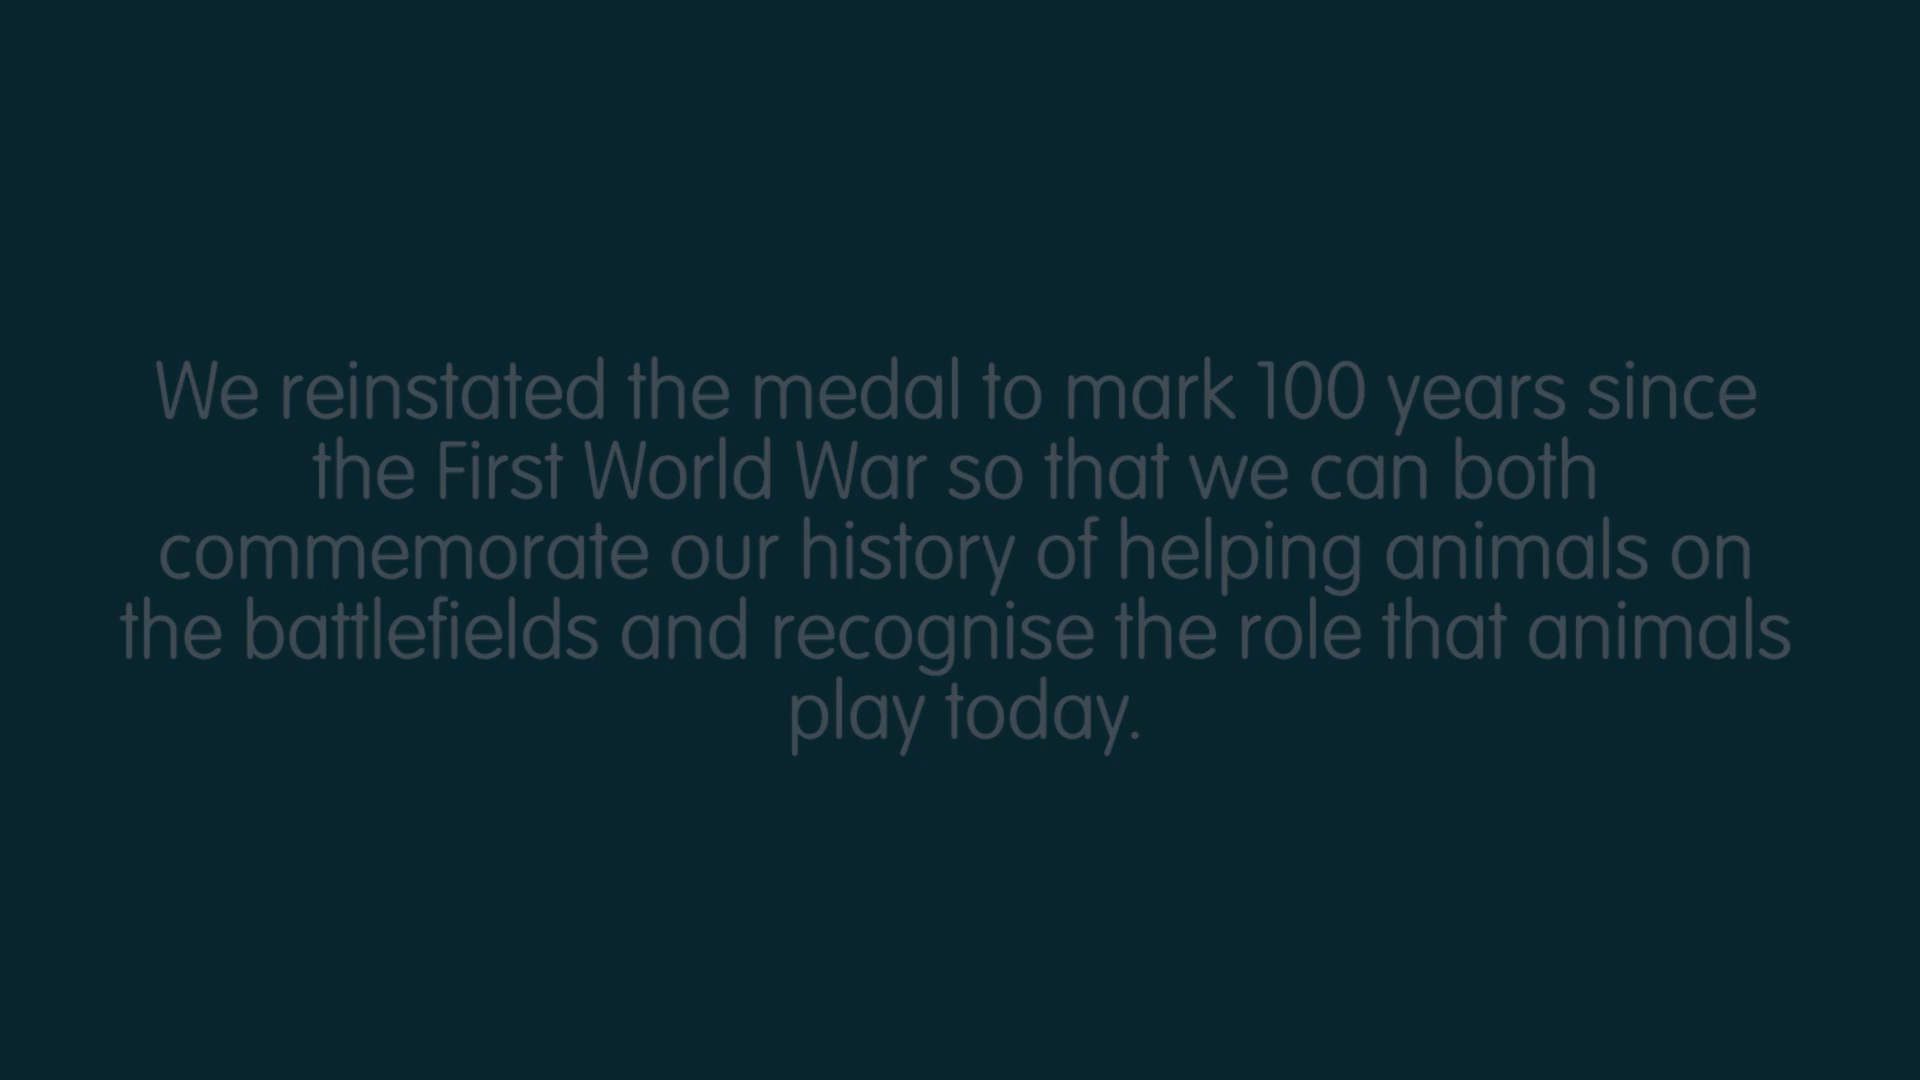 We reinstated the medal to mark 100 years since
the First World War so that we can both
commemorate our history of helping animals on
the battlefields and recognise the role that animals
play today.